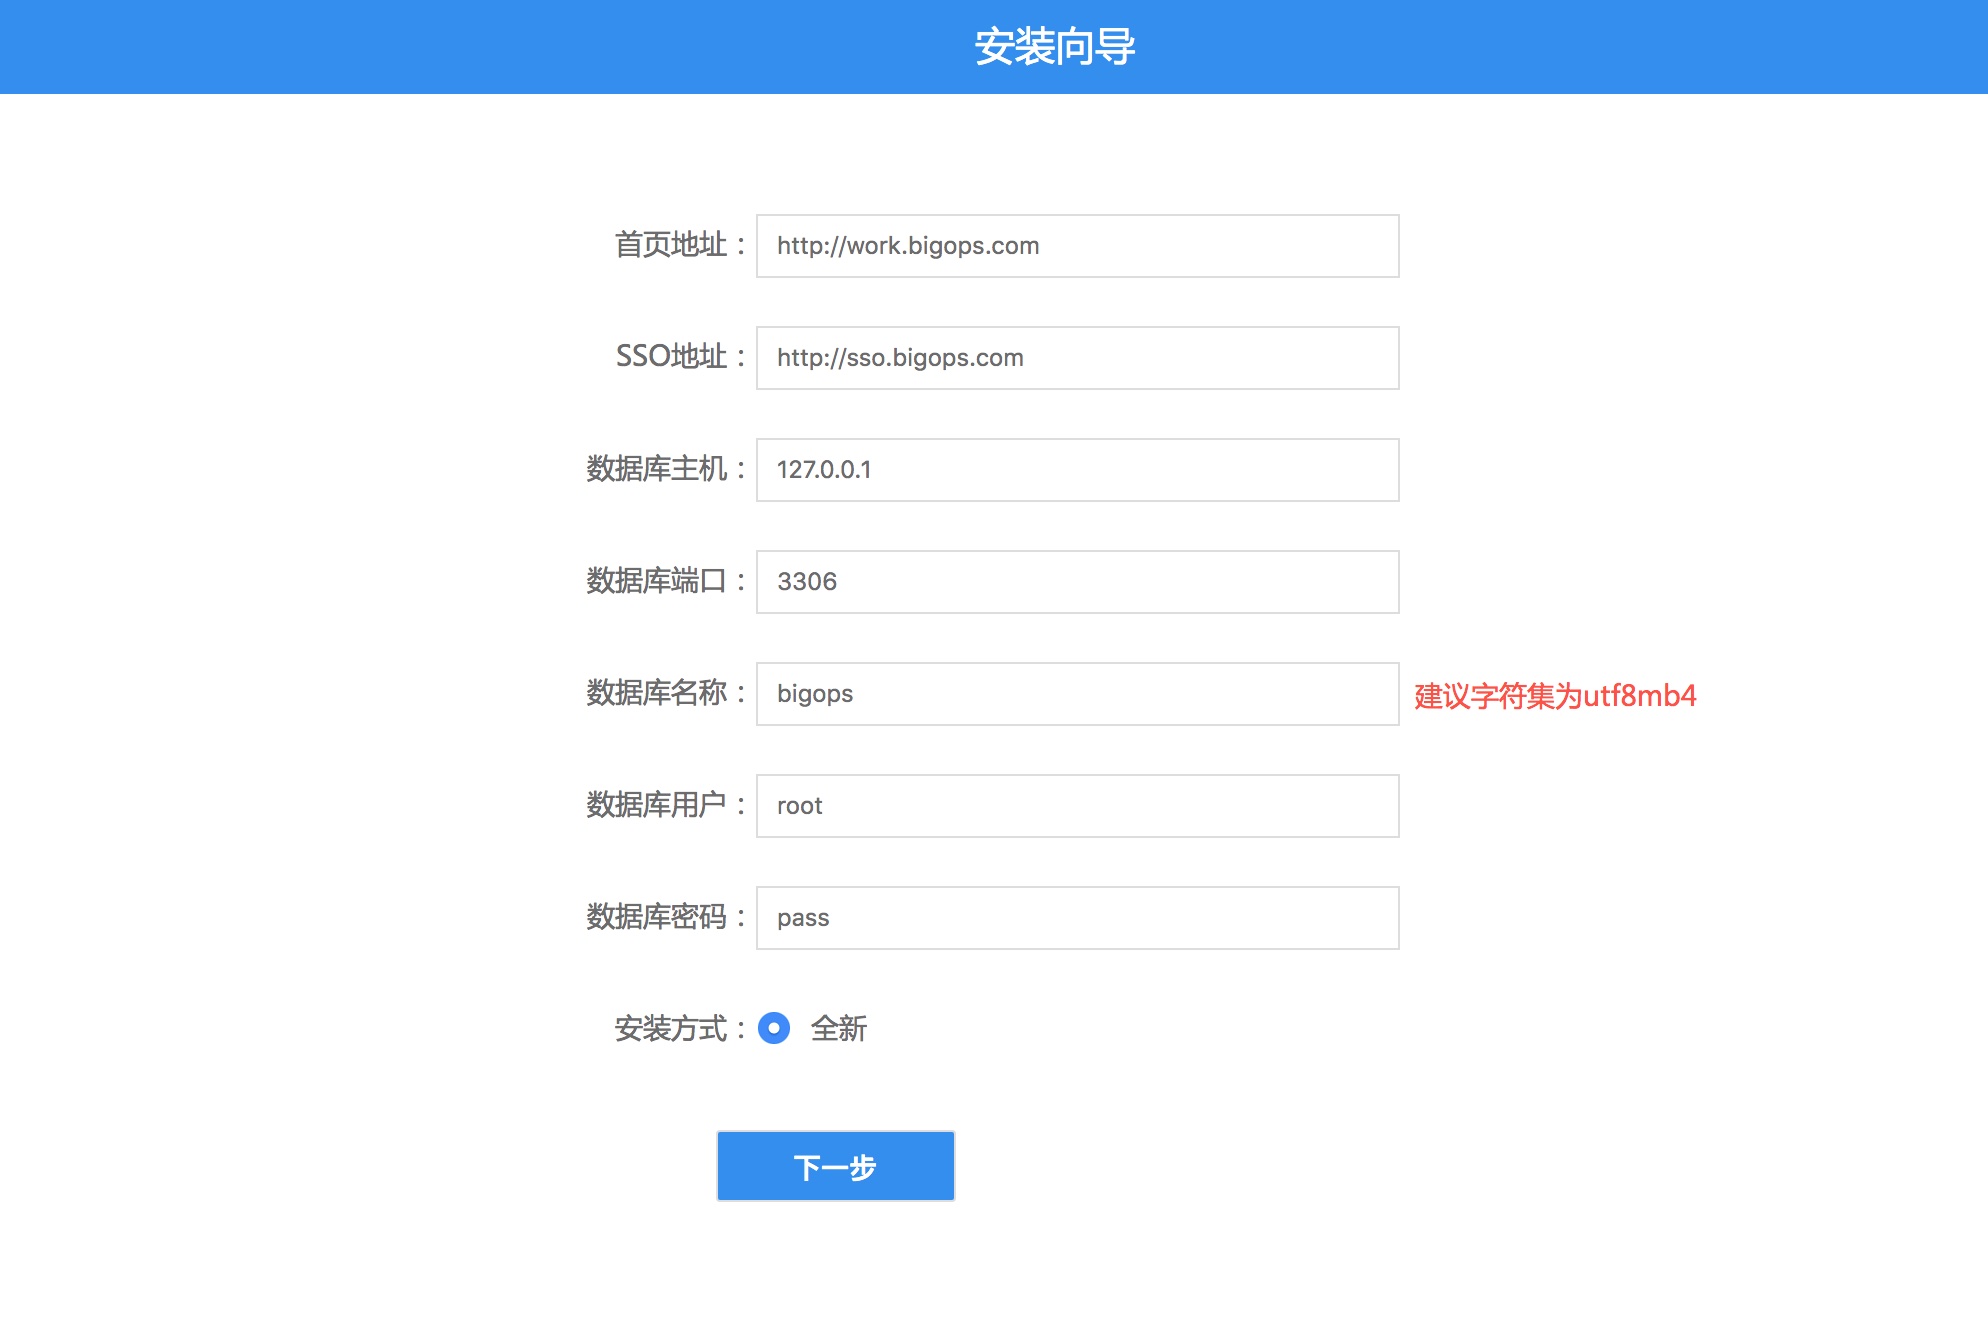 安装向导
首页地址： http://work.bigops.com
SSO地址： http://sso.bigops.com
数据库主机： 127.0.0.1
数据库端口： 3306
数据库名称： bigops 建议字符集为utf8mb4
数据库用户： root
数据库密码： pass
安装方式： 全新
下一步